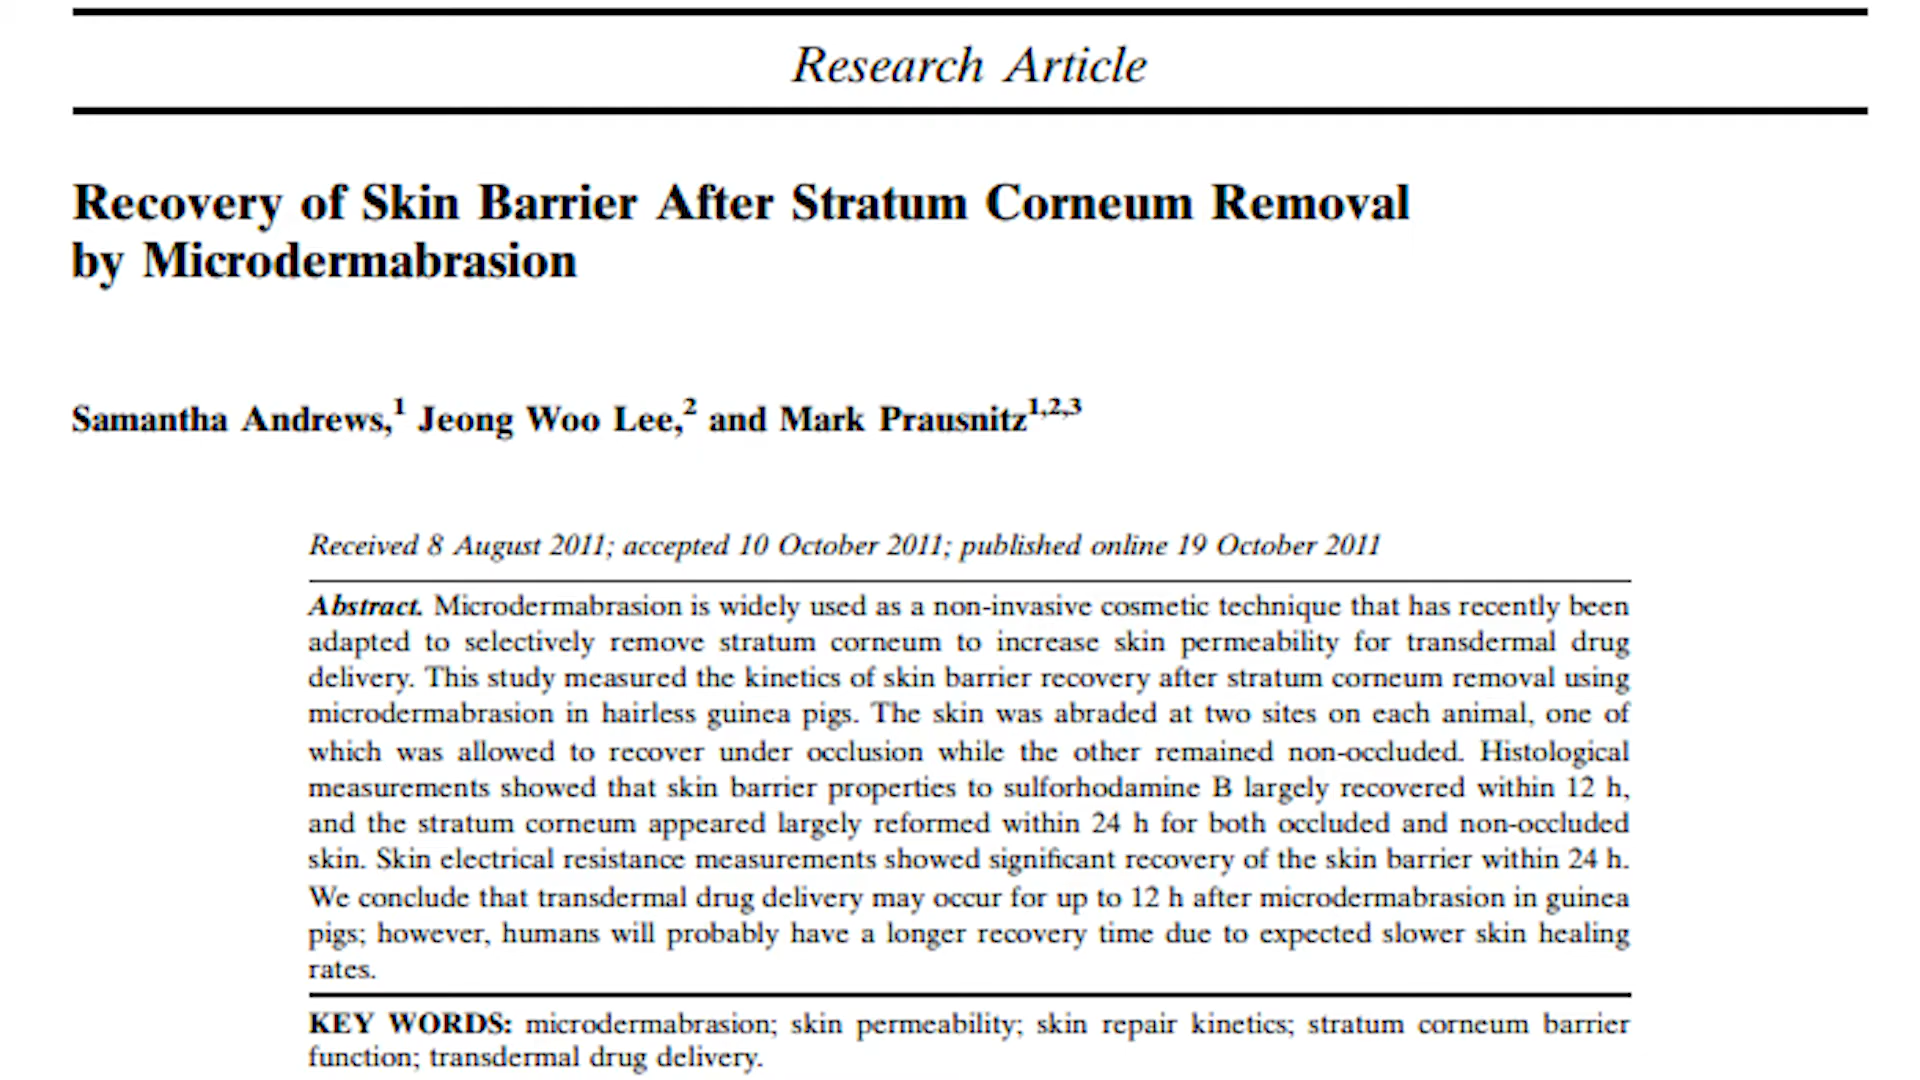 Research Article
Recovery of Skin Barrier After Stratum Corneum Removal
by Microdermabrasion
Samantha Andrews,1 Jeong Woo Lee,2 and Mark Prausnitz1,2,3
Received 8 August 2011; accepted 10 October 2011; published online 19 October 2011
Abstract. Microdermabrasion is widely used as a non-invasive cosmetic technique that has recently been
adapted to selectively remove stratum corneum to increase skin permeability for transdermal drug
delivery. This study measured the kinetics of skin barrier recovery after stratum corneum removal using
microdermabrasion in hairless guinea pigs. The skin was abraded at two sites on each animal, one of
which was allowed to recover under occlusion while the other remained non-occluded. Histological
measurements showed that skin barrier properties to sulforhodamine B largely recovered within 12 h,
and the stratum corneum appeared largely reformed within 24 h for both occluded and non-occluded
skin. Skin electrical resistance measurements showed significant recovery of the skin barrier within 24 h.
We conclude that transdermal drug delivery may occur for up to 12 h after microdermabrasion in guinea
pigs; however, humans will probably have a longer recovery time due to expected slower skin healing
rates.
KEY WORDS: microdermabrasion; skin permeability; skin repair kinetics; stratum corneum barrier
function; transdermal drug delivery.